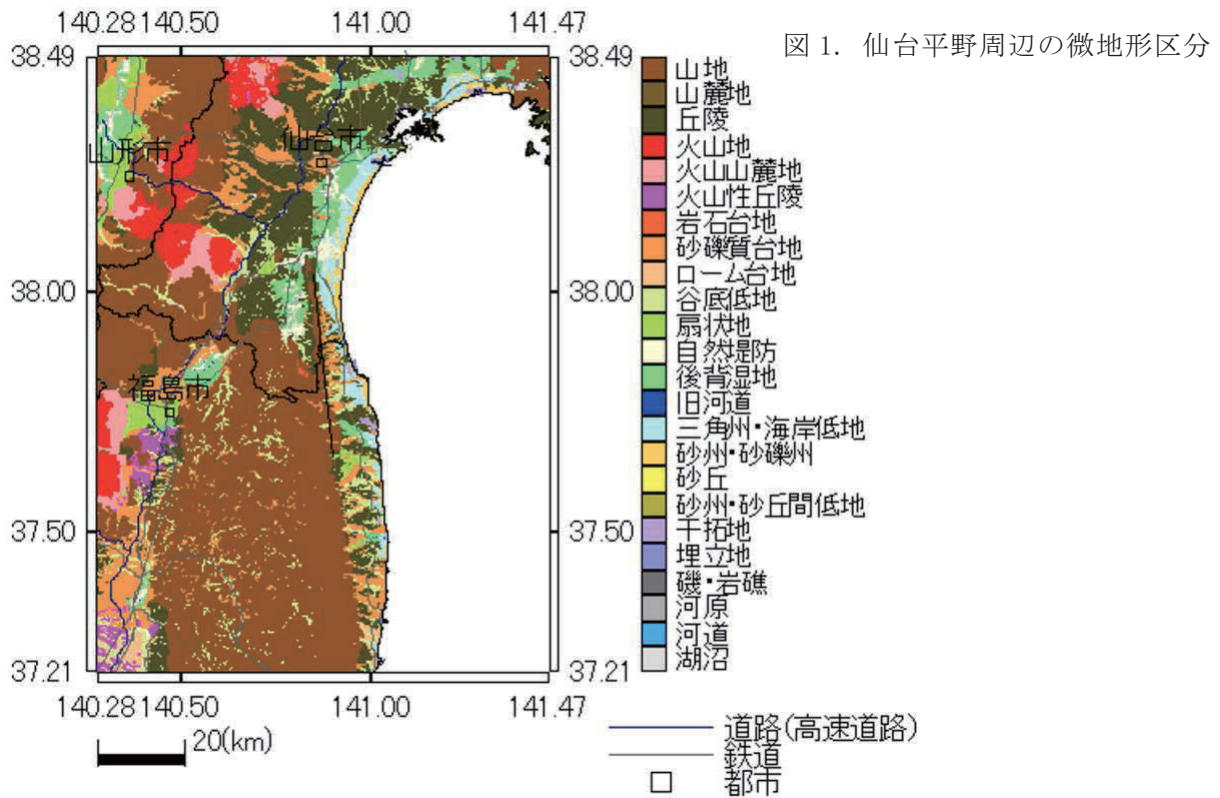 図1. 仙台平野周辺の微地形区分
140.28 140.50 141.00 141.47
38.49 38.49
38.00 38.00
37.50 37.50
37.21 37.21
140.28 140.50 141.00 141.47
山形市
仙台市
福島市
20(km)
山地
山麓地
丘陵
火山地
火山山麓地
火山性丘陵
岩石台地
砂礫質台地
ローム台地
谷底低地
扇状地
自然堤防
後背湿地
旧河道
三角州・海岸低地
砂州・砂礫州
砂丘
砂州・砂丘間低地
干拓地
埋立地
磯・岩礁
河原
河道
湖沼
道路(高速道路)
鉄道
都市